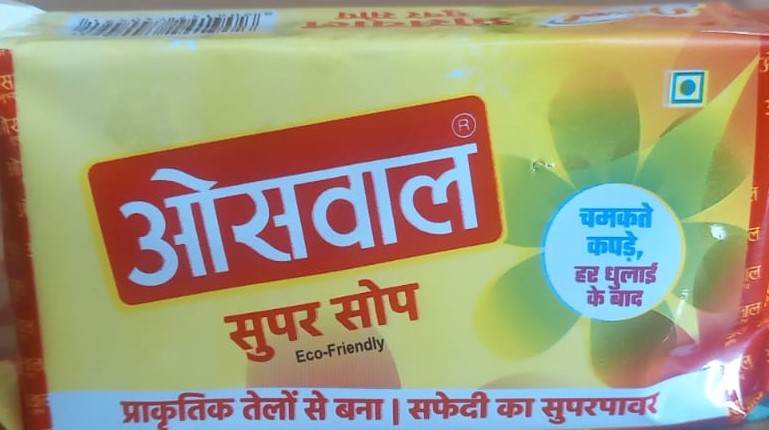 ओसवाल
®
सुपर सोप
Eco-Friendly
चमकते
कपड़े,
हर धुलाई
के बाद
प्राकृतिक तेलों से बना | सफेदी का सुपरपावर